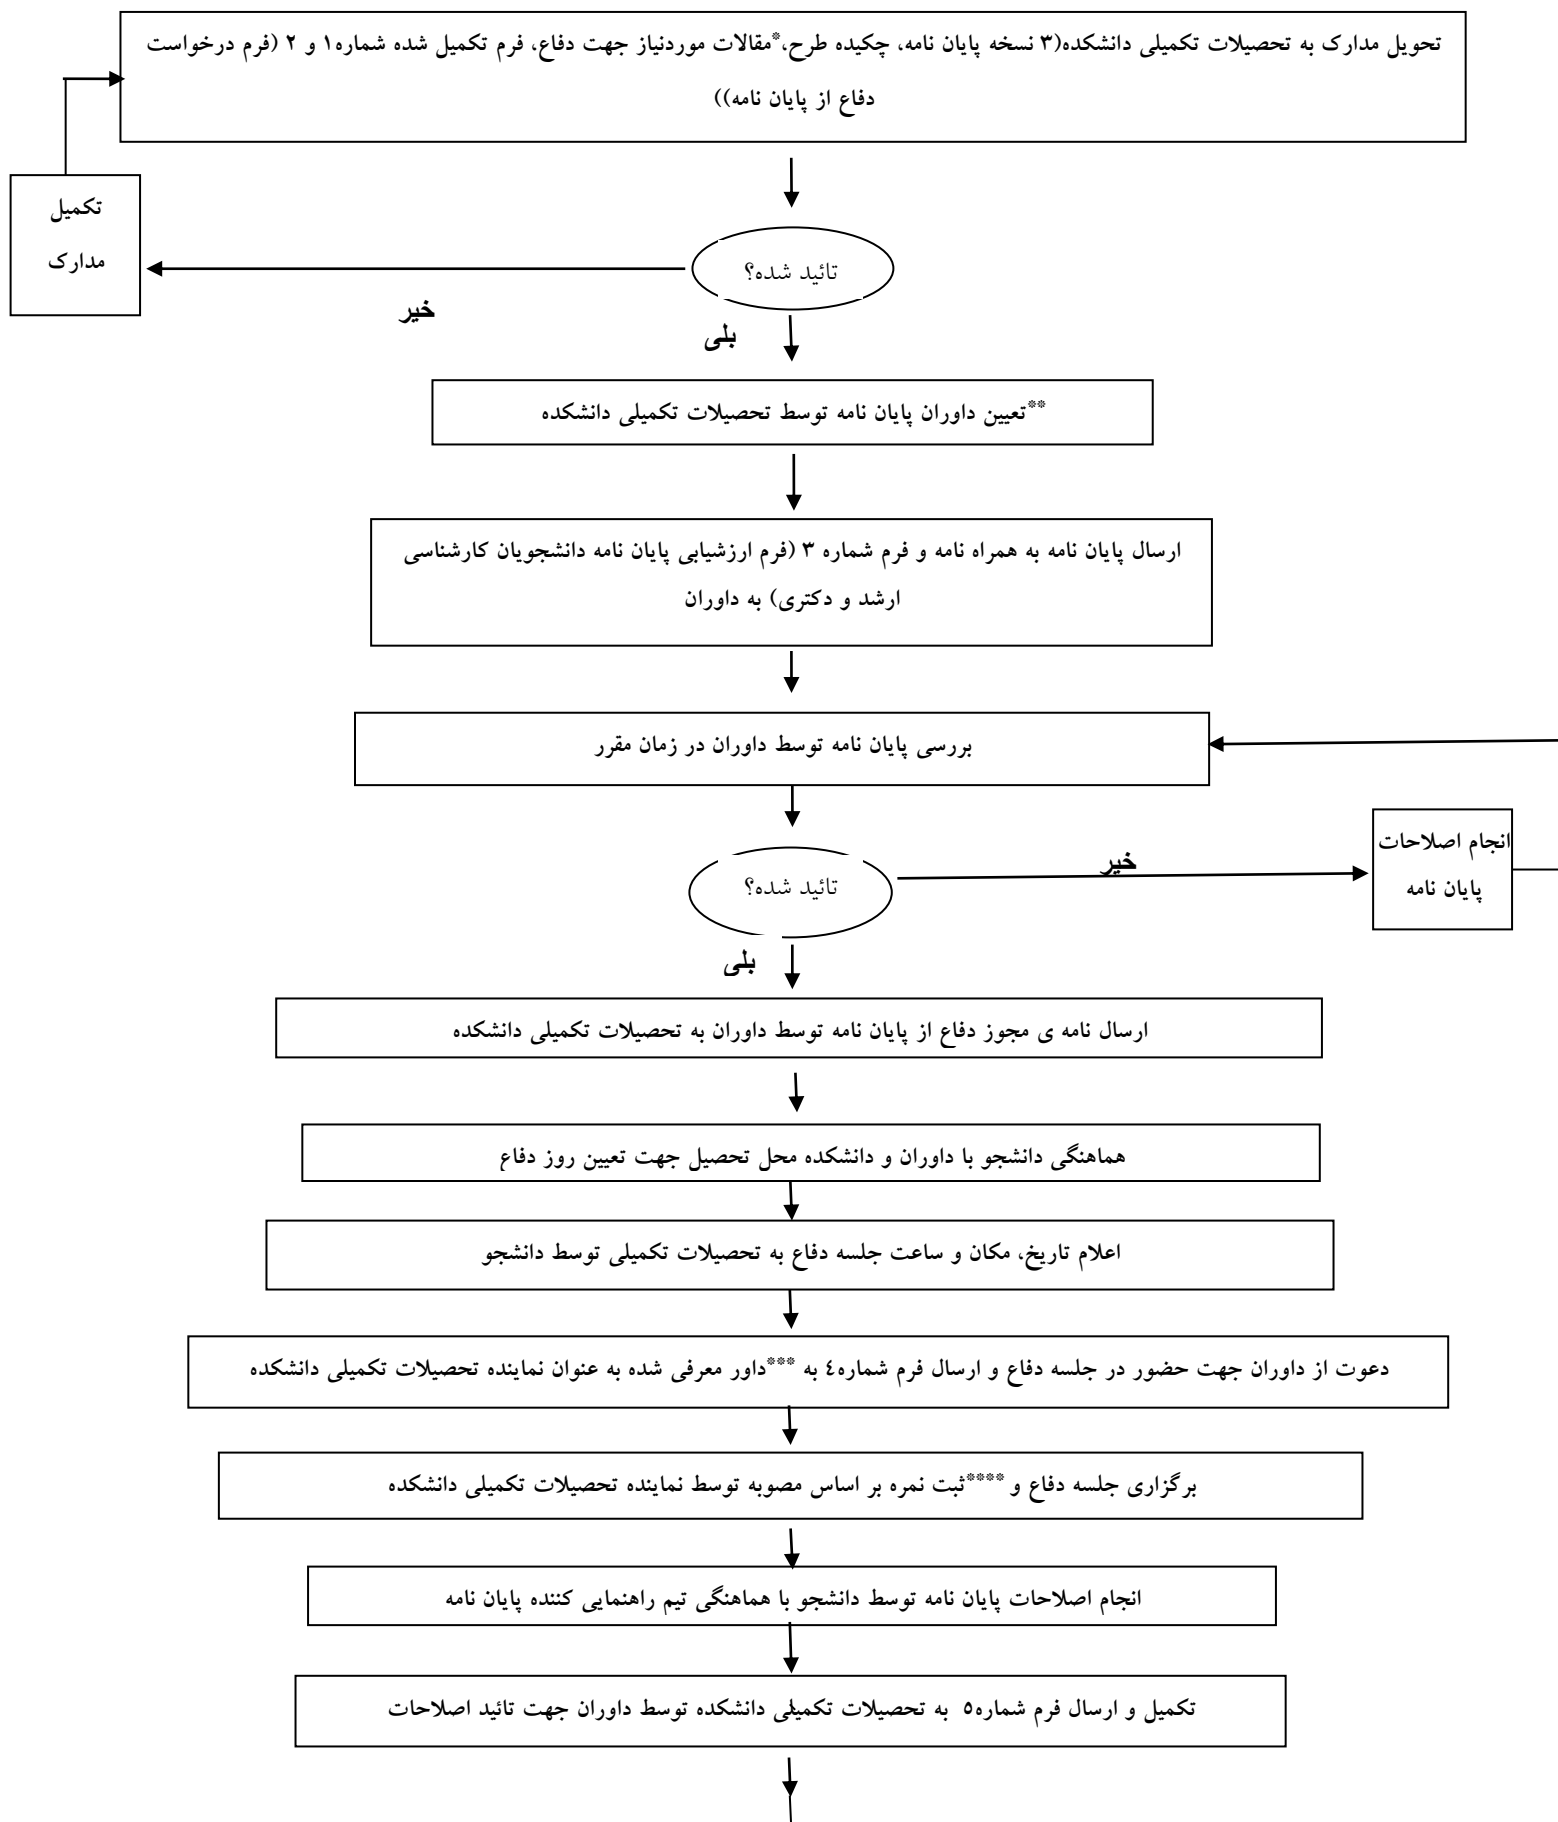 تحویل مدارک به تحصیلات تکمیلی دانشکده(۳ نسخه پایان نامه، چکیده طرح،*مقالات موردنیاز جهت دفاع، فرم تکمیل شده شماره۱ و ۲ (فرم درخواست
دفاع از پایان نامه))
تکمیل
مدارک
تائید شده؟
خیر
بلی
**تعیین داوران پایان نامه توسط تحصیلات تکمیلی دانشکده
ارسال پایان نامه به همراه نامه و فرم شماره ۳ (فرم ارزشیابی پایان نامه دانشجویان کارشناسی
ارشد و دکتری) به داوران
بررسی پایان نامه توسط داوران در زمان مقرر
انجام اصلاحات
پایان نامه
خیر
تائید شده؟
بلی
ارسال نامه ی مجوز دفاع از پایان نامه توسط داوران به تحصیلات تکمیلی دانشکده
هماهنگی دانشجو با داوران و دانشکده محل تحصیل جهت تعیین روز دفاع
اعلام تاریخ، مکان و ساعت جلسه دفاع به تحصیلات تکمیلی توسط دانشجو
دعوت از داوران جهت حضور در جلسه دفاع و ارسال فرم شماره٤ به ***داور معرفی شده به عنوان نماینده تحصیلات تکمیلی دانشکده
برگزاری جلسه دفاع و ****ثبت نمره بر اساس مصوبه توسط نماینده تحصیلات تکمیلی دانشکده
انجام اصلاحات پایان نامه توسط دانشجو با هماهنگی تیم راهنمایی کننده پایان نامه
تکمیل و ارسال فرم شماره٥ به تحصیلات تکمیلی دانشکده توسط داوران جهت تائید اصلاحات